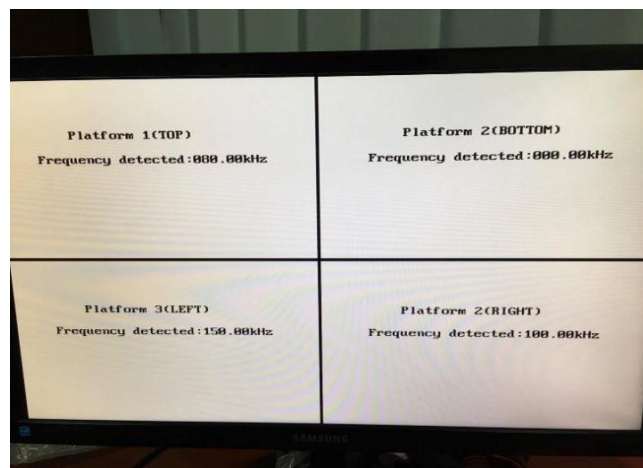 Platform 1(TOP)
Frequency detected:080.00kHz
Platform 2(BOTTOM)
Frequency detected:000.00kHz
Platform 3(LEFT)
Frequency detected:150.00kHz
Platform 2(RIGHT)
Frequency detected:100.00kHz
SAMSUNG